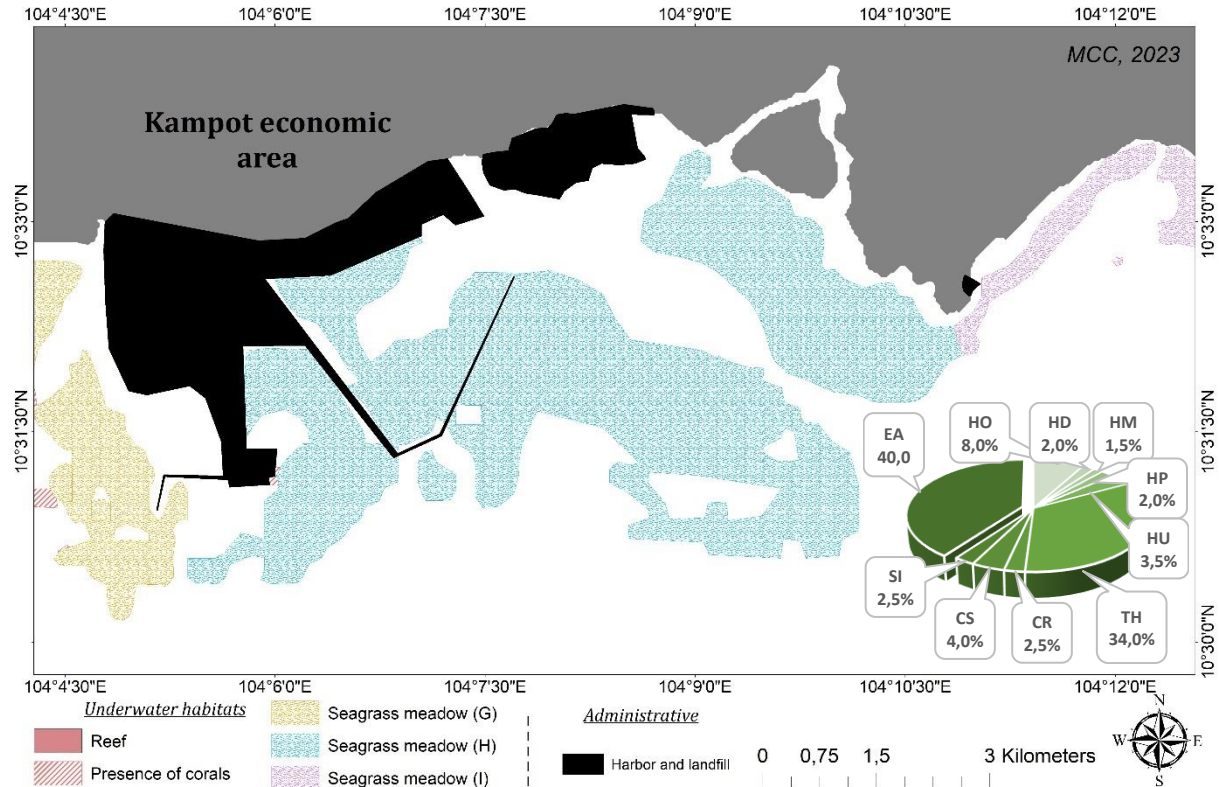 104°4'30"E 104°6'0"E 104°7'30"E 104°9'0"E 104°10'30"E 104°12'0"E
MCC, 2023
Kampot economic
area
10°33'0"N
10°33'0"N
10°31'30"N
10°31'30"N
10°30'0"N
EA
40,0
HO
8,0%
HD
2,0%
HM
1,5%
HP
2,0%
HU
3,5%
TH
34,0%
CR
2,5%
CS
4,0%
SI
2,5%
104°4'30"E 104°6'0"E 104°7'30"E 104°9'0"E 104°10'30"E 104°12'0"E
Underwater habitats
Reef
Presence of corals
Seagrass meadow (G)
Seagrass meadow (H)
Seagrass meadow (I)
Administrative
Harbor and landfill
0 0,75 1,5 3 Kilometers
N
W E
S